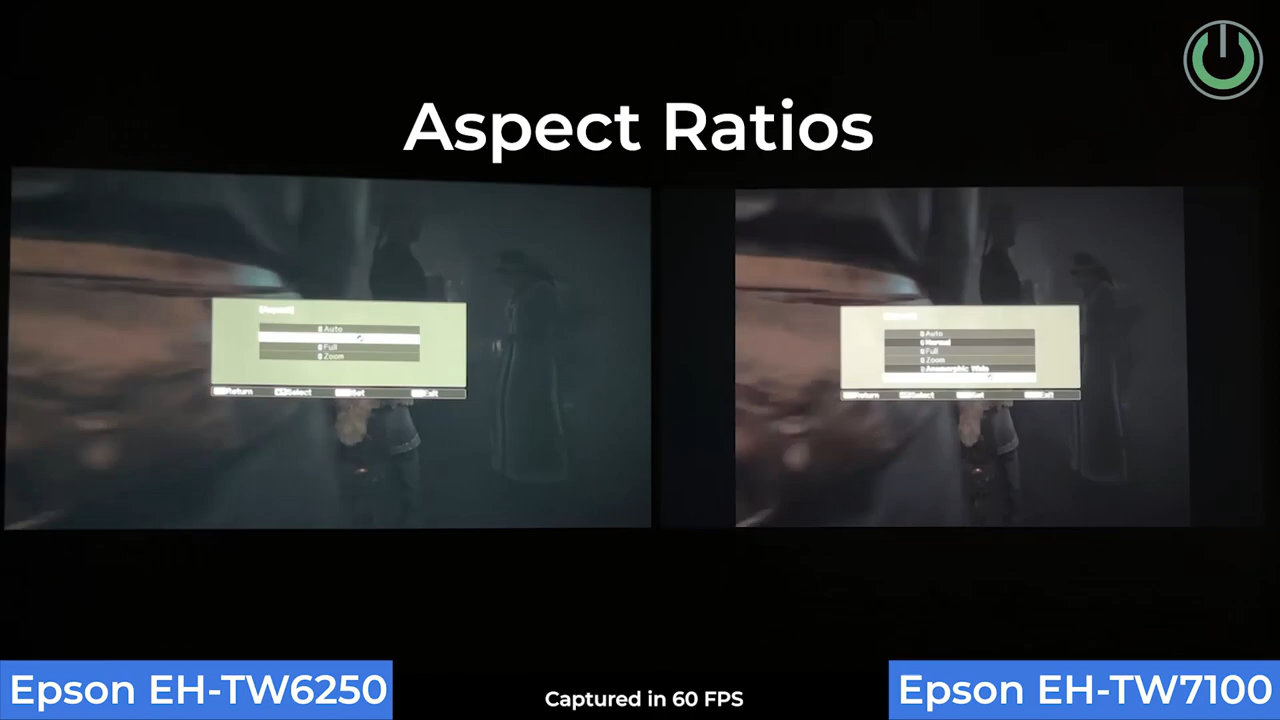 Aspect Ratios
[Aspect]
Auto
Full
Zoom
Return Select Set Exit
Auto
Normal
Full
Zoom
Anamorphic Wide
Return Select Set Exit
Epson EH-TW6250
Captured in 60 FPS
Epson EH-TW7100